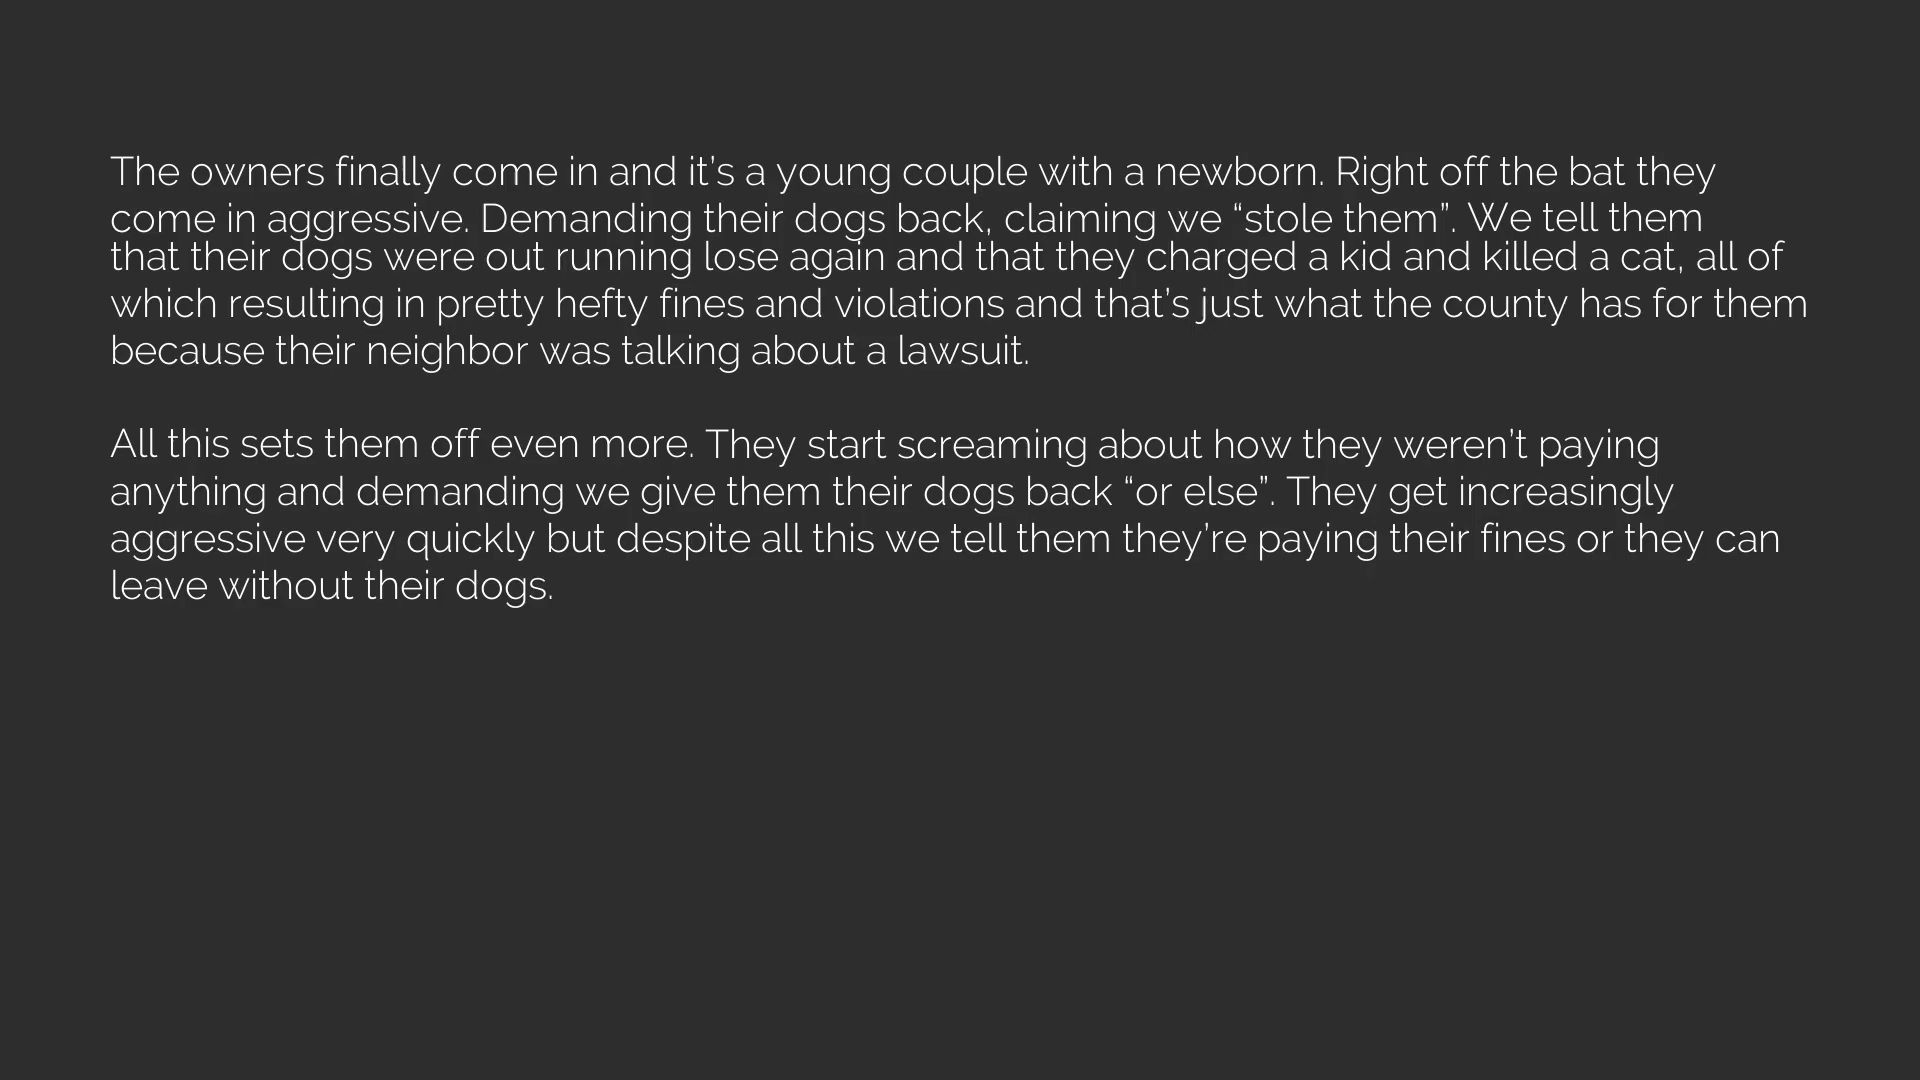 The owners finally come in and it’s a young couple with a newborn. Right off the bat they
come in aggressive. Demanding their dogs back, claiming we “stole them”. We tell them
that their dogs were out running lose again and that they charged a kid and killed a cat, all of
which resulting in pretty hefty fines and violations and that’s just what the county has for them
because their neighbor was talking about a lawsuit.
All this sets them off even more. They start screaming about how they weren’t paying
anything and demanding we give them their dogs back “or else”. They get increasingly
aggressive very quickly but despite all this we tell them they’re paying their fines or they can
leave without their dogs.